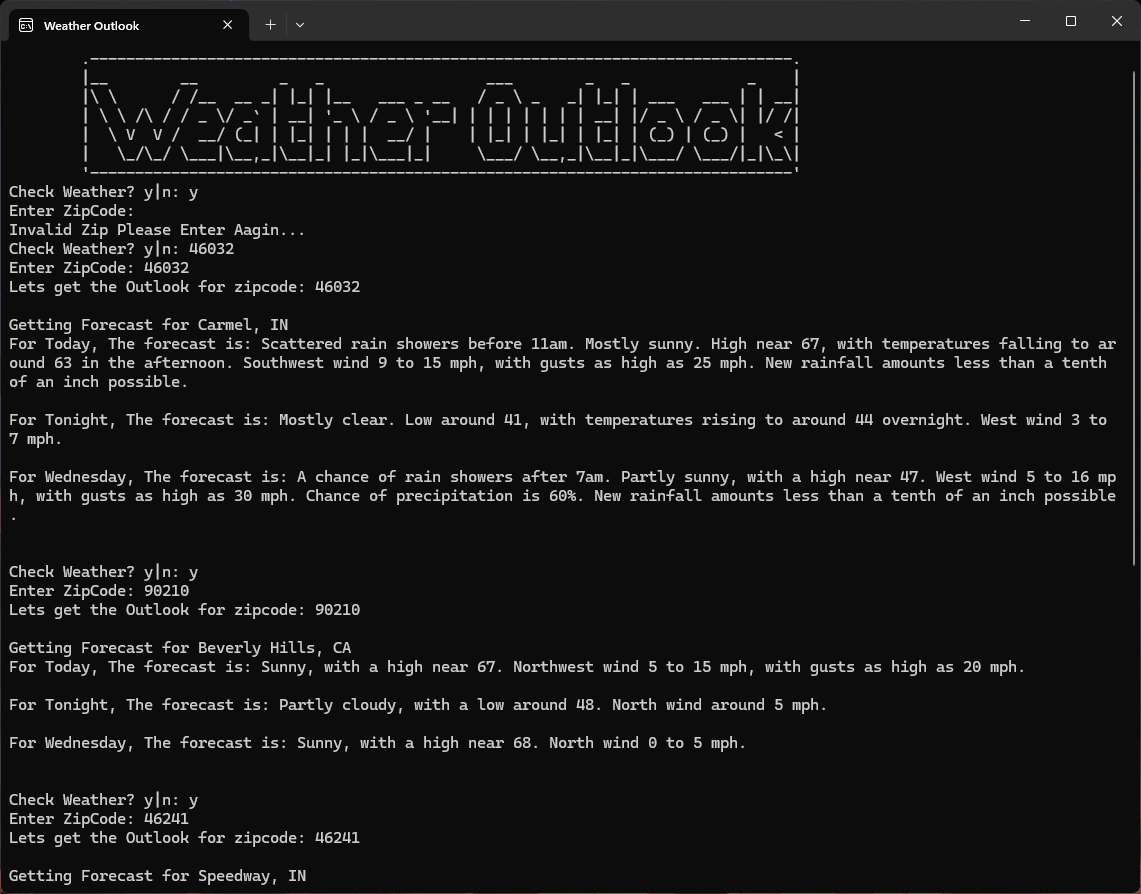 Weather Outlook
Weather Outlook
Check Weather? y|n: y
Enter ZipCode:
Invalid Zip Please Enter Aagin...
Check Weather? y|n: 46032
Enter ZipCode: 46032
Lets get the Outlook for zipcode: 46032
Getting Forecast for Carmel, IN
For Today, The forecast is: Scattered rain showers before 11am. Mostly sunny. High near 67, with temperatures falling to ar
ound 63 in the afternoon. Southwest wind 9 to 15 mph, with gusts as high as 25 mph. New rainfall amounts less than a tenth
of an inch possible.
For Tonight, The forecast is: Mostly clear. Low around 41, with temperatures rising to around 44 overnight. West wind 3 to
7 mph.
For Wednesday, The forecast is: A chance of rain showers after 7am. Partly sunny, with a high near 47. West wind 5 to 16 mp
h, with gusts as high as 30 mph. Chance of precipitation is 60%. New rainfall amounts less than a tenth of an inch possible
.
Check Weather? y|n: y
Enter ZipCode: 90210
Lets get the Outlook for zipcode: 90210
Getting Forecast for Beverly Hills, CA
For Today, The forecast is: Sunny, with a high near 67. Northwest wind 5 to 15 mph, with gusts as high as 20 mph.
For Tonight, The forecast is: Partly cloudy, with a low around 48. North wind around 5 mph.
For Wednesday, The forecast is: Sunny, with a high near 68. North wind 0 to 5 mph.
Check Weather? y|n: y
Enter ZipCode: 46241
Lets get the Outlook for zipcode: 46241
Getting Forecast for Speedway, IN